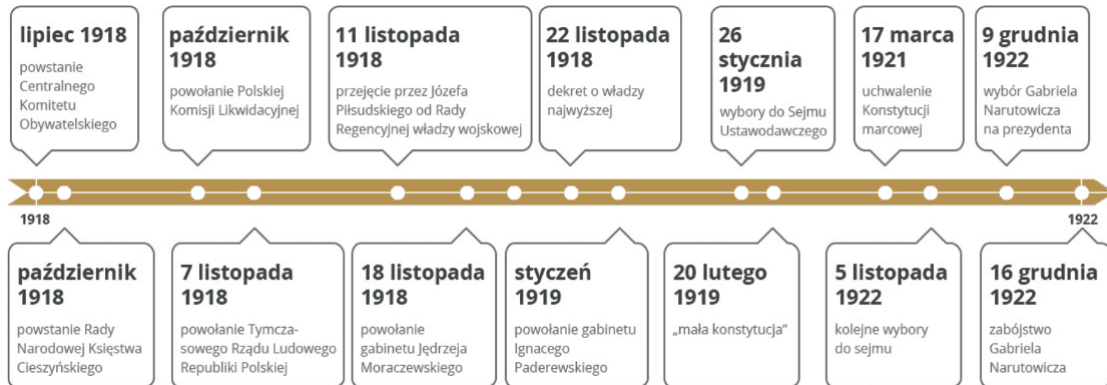 lipiec 1918
powstanie
Centralnego
Komitetu
Obywatelskiego
październik
1918
powołanie Polskiej
Komisji Likwidacyjnej
11 listopada
1918
przejęcie przez Józefa
Piłsudskiego od Rady
Regencyjnej władzy wojskowej
22 listopada
1918
dekret o władzy
najwyższej
26
stycznia
1919
wybory do Sejmu
Ustawodawczego
17 marca
1921
uchwalenie
Konstytucji
marcowej
9 grudnia
1922
wybór Gabriela
Narutowicza
na prezydenta
1918
1922
październik
1918
powstanie Rady
Narodowej Księstwa
Cieszyńskiego
7 listopada
1918
powołanie Tymcza-
sowego Rządu Ludowego
Republiki Polskiej
18 listopada
1918
powołanie
gabinetu Jędrzeja
Moraczewskiego
styczeń
1919
powołanie gabinetu
Ignacego
Paderewskiego
20 lutego
1919
„mała konstytucja”
5 listopada
1922
kolejne wybory
do sejmu
16 grudnia
1922
zabójstwo
Gabriela
Narutowicza